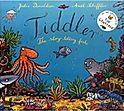 Julia Donaldson Axel Scheffler
Tiddler
The story-telling fish